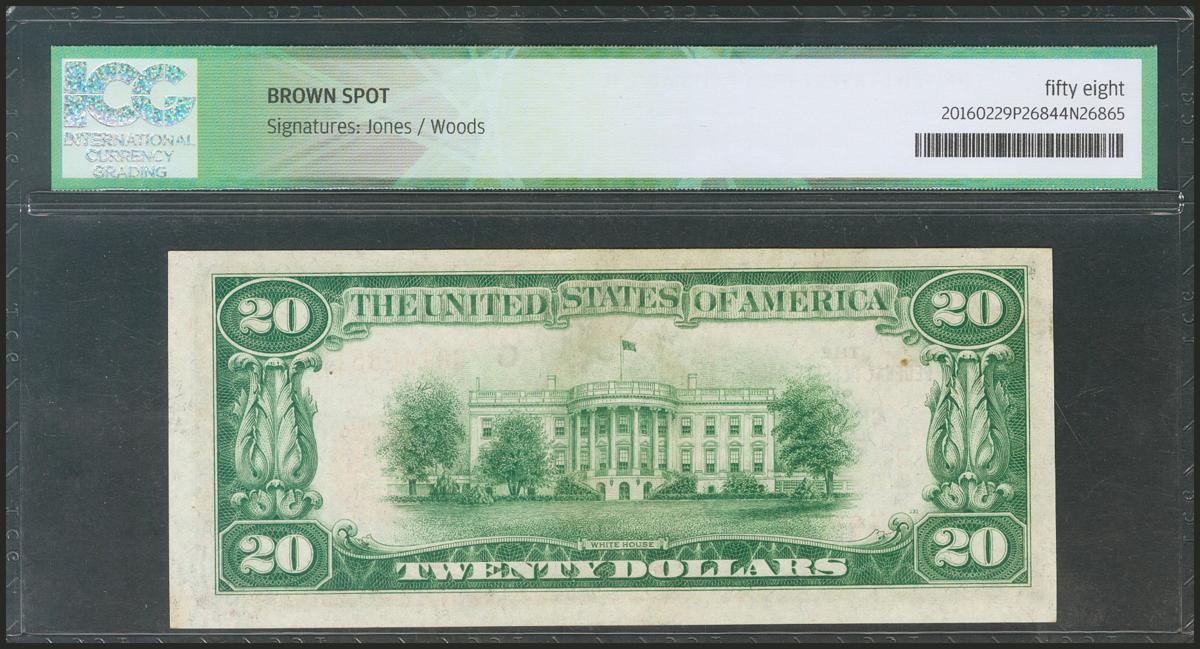 ICG
INTERNATIONAL
CURRENCY
GRADING
BROWN SPOT
Signatures: Jones / Woods
fifty eight
20160229P26844N26865
20 THE UNITED STATES OF AMERICA 20
WHITE HOUSE
20 TWENTY DOLLARS 20